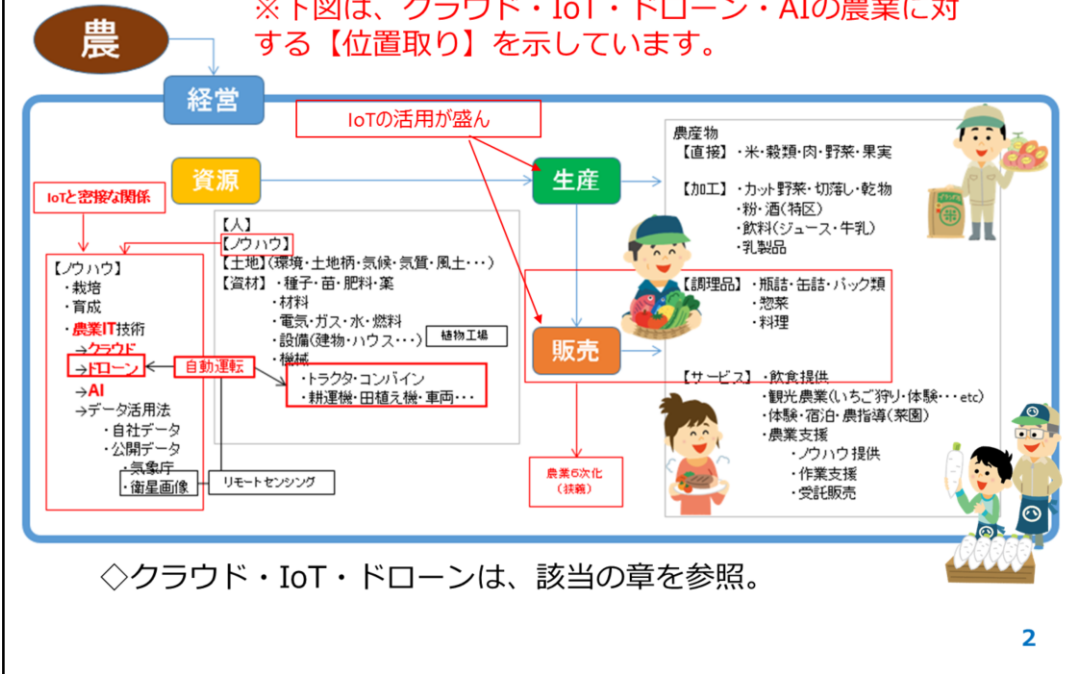 ※下図は、クラウド・IoT・ドローン・AIの農業に対
する【位置取り】を示しています。
農
経営
IoTの活用が盛ん
資源
生産
販売
IoTと密接な関係
【人】
【ノウハウ】
【土地】(環境・土地柄・気候・気質・風土・・・)
【資材】・種子・苗・肥料・薬
・材料
・電気・ガス・水・燃料
・設備(建物・ハウス・・・)
植物工場
・機械
・トラクタ・コンバイン
・耕運機・田植え機・車両・・・
【ノウハウ】
・栽培
・育成
・農業IT技術
→クラウド
→ドローン
自動運転
→AI
→データ活用法
・自社データ
・公開データ
・気象庁
・衛星画像
リモートセンシング
農業6次化
(狭義)
農産物
【直接】・米・穀類・肉・野菜・果実
【加工】・カット野菜・切落し・乾物
・粉・酒(特区)
・飲料(ジュース・牛乳)
・乳製品
【調理品】・瓶詰・缶詰・パック類
・惣菜
・料理
【サービス】・飲食提供
・観光農業(いちご狩り・体験・・・etc)
・体験・宿泊・農指導(菜園)
・農業支援
・ノウハウ提供
・作業支援
・受託販売
◇クラウド・IoT・ドローンは、該当の章を参照。
2